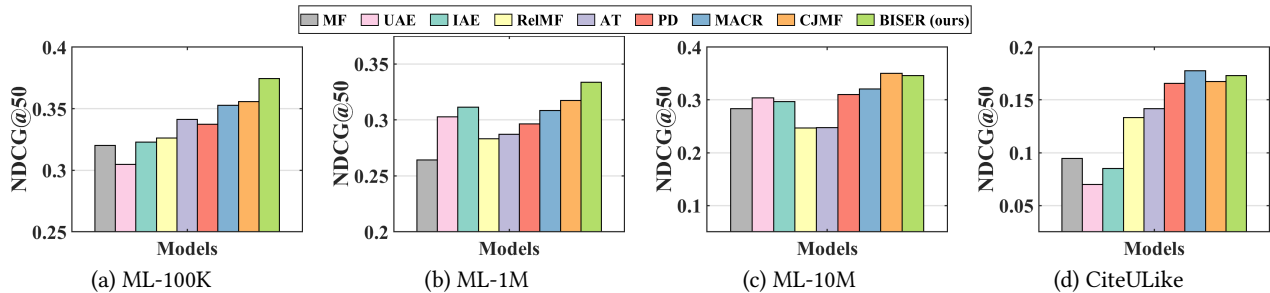 MF UAE IAE RelMF AT PD MACR CJMF BISER (ours)
NDCG@50
0.4
0.35
0.3
0.25
Models
(a) ML-100K
NDCG@50
0.35
0.3
0.25
0.2
Models
(b) ML-1M
NDCG@50
0.4
0.3
0.2
0.1
Models
(c) ML-10M
NDCG@50
0.2
0.15
0.1
0.05
Models
(d) CiteULike